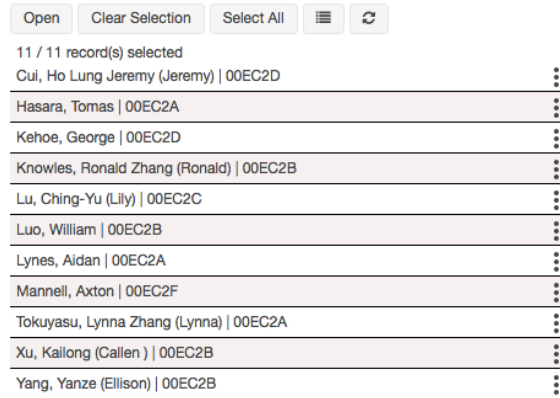 Open Clear Selection Select All
11 / 11 record(s) selected
Cui, Ho Lung Jeremy (Jeremy) | 00EC2D
Hasara, Tomas | 00EC2A
Kehoe, George | 00EC2D
Knowles, Ronald Zhang (Ronald) | 00EC2B
Lu, Ching-Yu (Lily) | 00EC2C
Luo, William | 00EC2B
Lynes, Aidan | 00EC2A
Mannell, Axton | 00EC2F
Tokuyasu, Lynna Zhang (Lynna) | 00EC2A
Xu, Kailong (Callen ) | 00EC2B
Yang, Yanze (Ellison) | 00EC2B